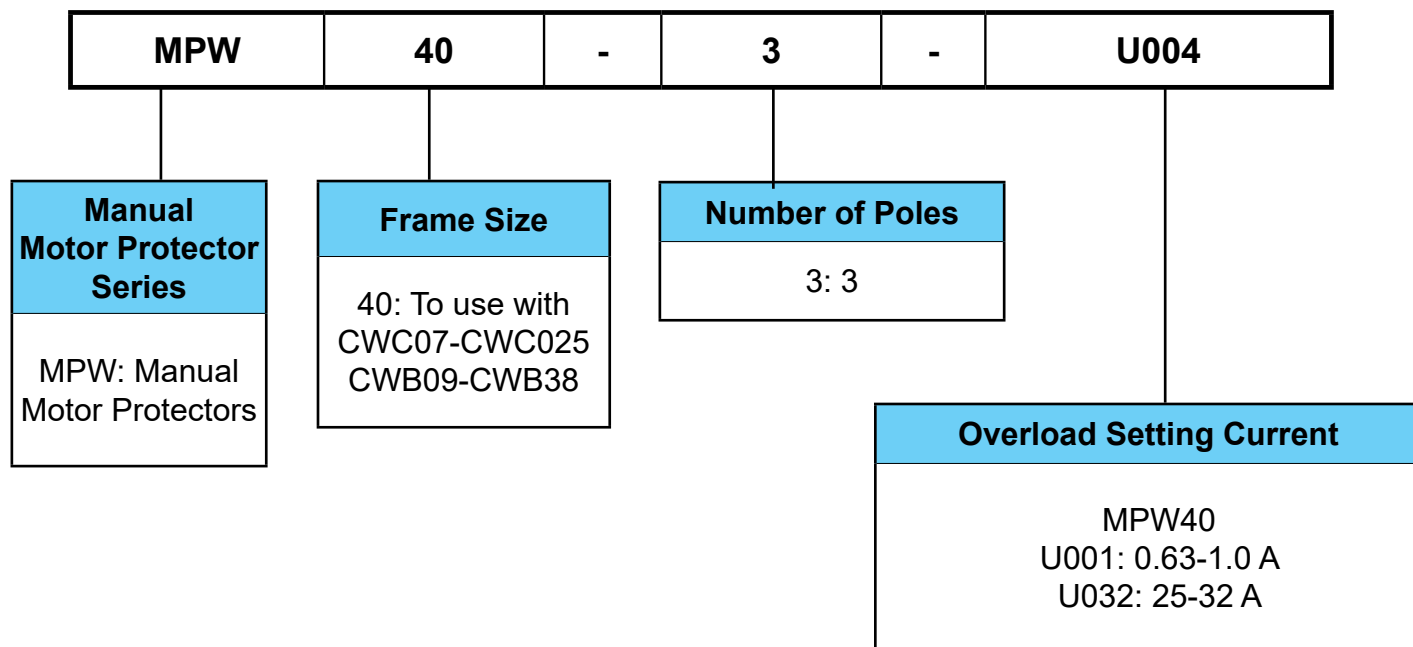 MPW 40 - 3 - U004
Manual
Motor Protector
Series
MPW: Manual
Motor Protectors
Frame Size
40: To use with
CWC07-CWC025
CWB09-CWB38
Number of Poles
3: 3
Overload Setting Current
MPW40
U001: 0.63-1.0 A
U032: 25-32 A